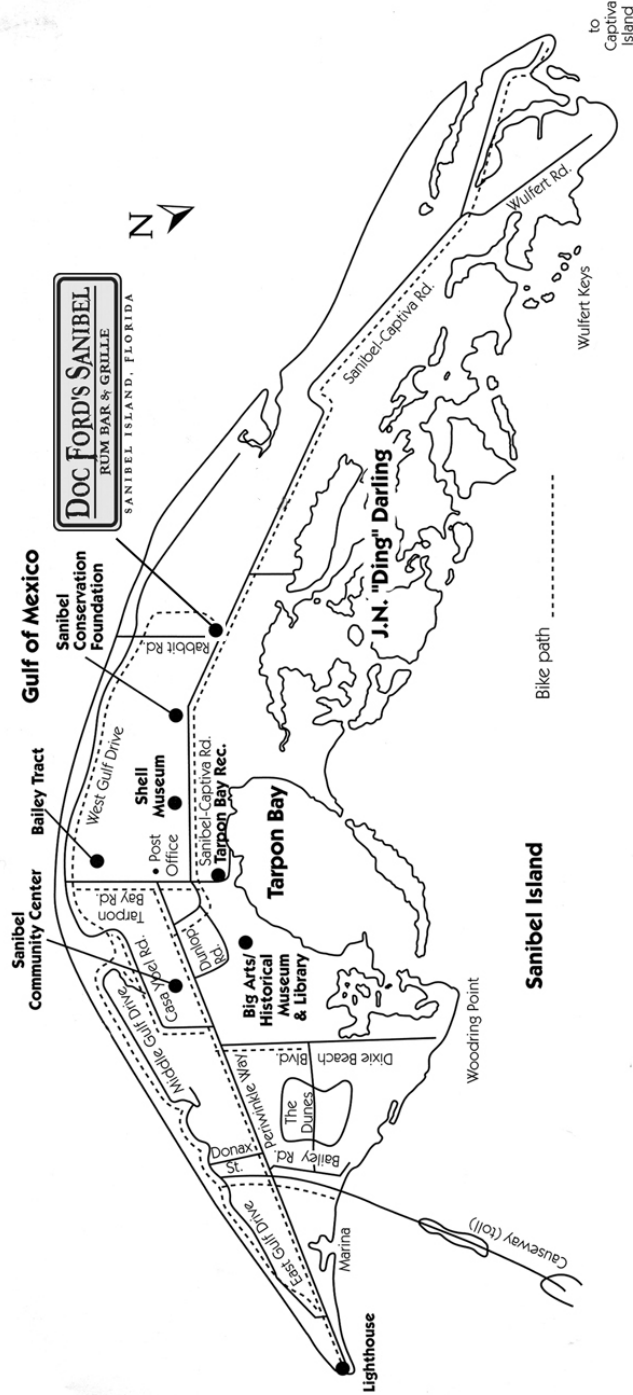 to
Captiva
Island
N
DOC FORD'S SANIBEL
RUM BAR & GRILLE
SANIBEL ISLAND, FLORIDA
Gulf of Mexico
Sanibel
Conservation
Foundation
Bailey Tract
Sanibel
Community Center
West Gulf Drive
Rabbit Rd.
Shell
Museum
Post
Office
Sanibel-Captiva Rd.
Tarpon Bay Rec.
Tarpon
Bay Rd.
Casa Ybel Rd.
Dunlop
Rd.
Middle Gulf Drive
Periwinkle Way
Donax
St.
East Gulf Drive
Big Arts/
Historical
Museum
& Library
Tarpon Bay
Sanibel-Captiva Rd.
Wulfert Rd.
Wulfert Keys
J.N. "Ding" Darling
Dixie Beach
Blvd.
The
Dunes
Bailey
Rd.
Woodring Point
Marina
Causeway (toll)
Lighthouse
Bike path
Sanibel Island